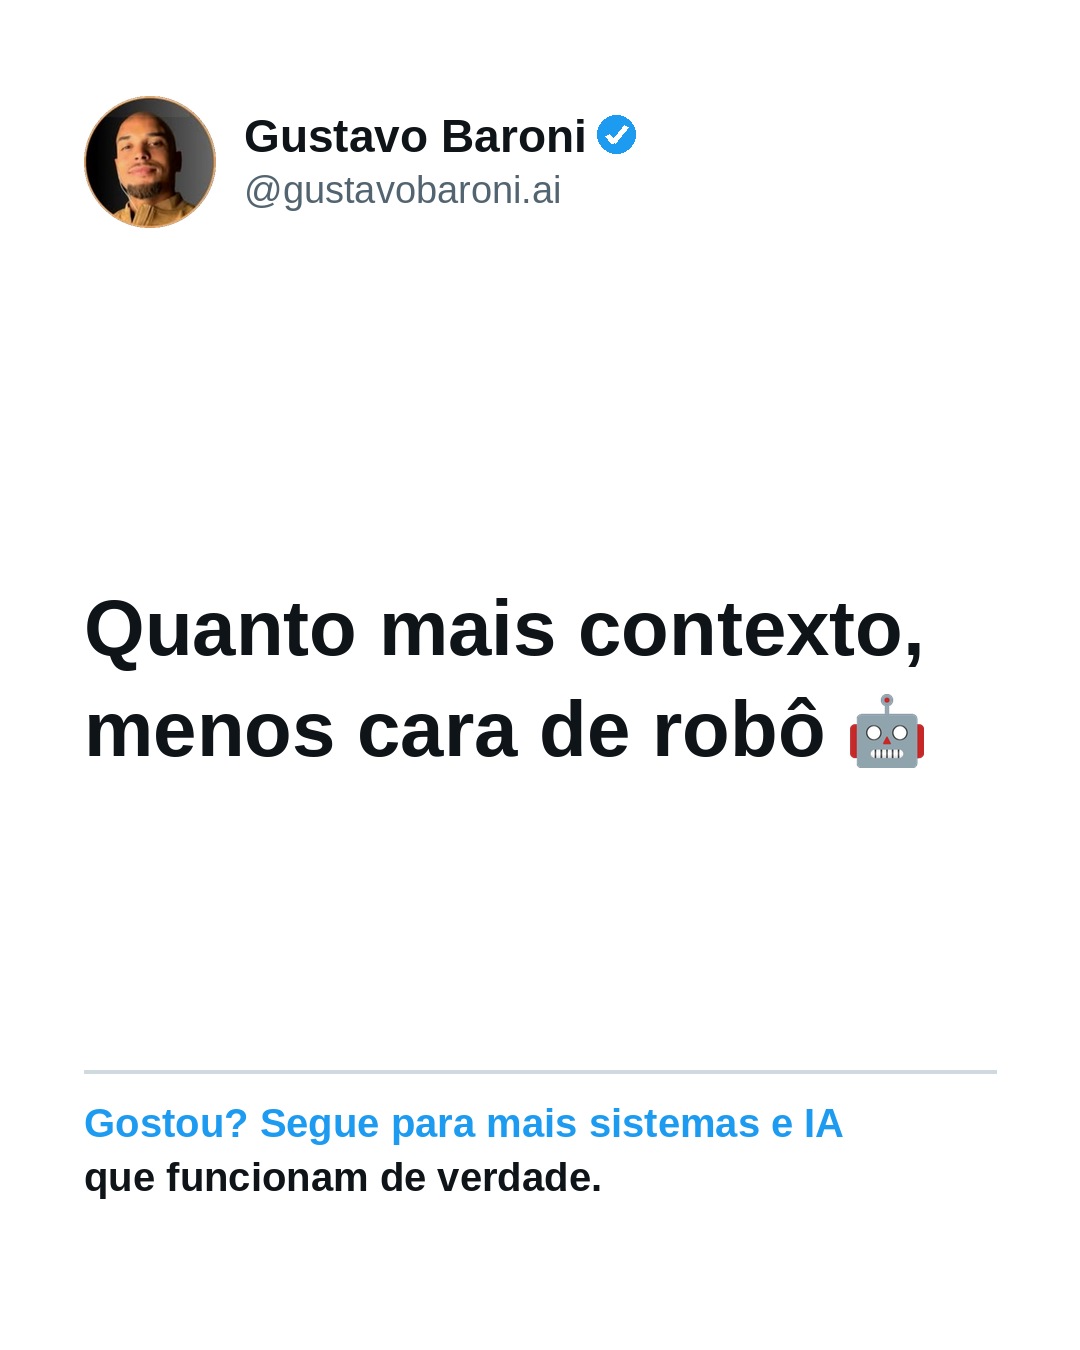 Gustavo Baroni
@gustavobaroni.ai
Quanto mais contexto,
menos cara de robô 🤖
Gostou? Segue para mais sistemas e IA
que funcionam de verdade.